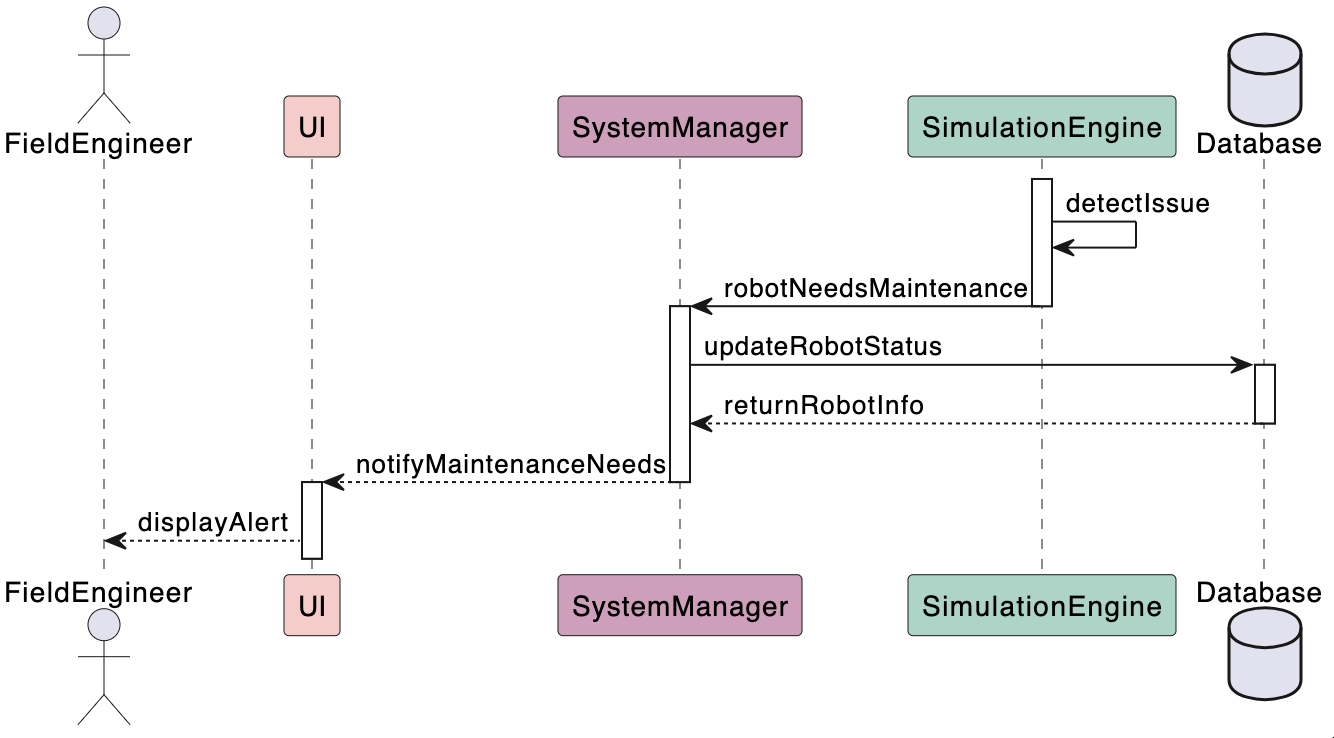 FieldEngineer
UI
SystemManager
SimulationEngine
Database
detectIssue
robotNeedsMaintenance
updateRobotStatus
returnRobotInfo
notifyMaintenanceNeeds
displayAlert
FieldEngineer
UI
SystemManager
SimulationEngine
Database